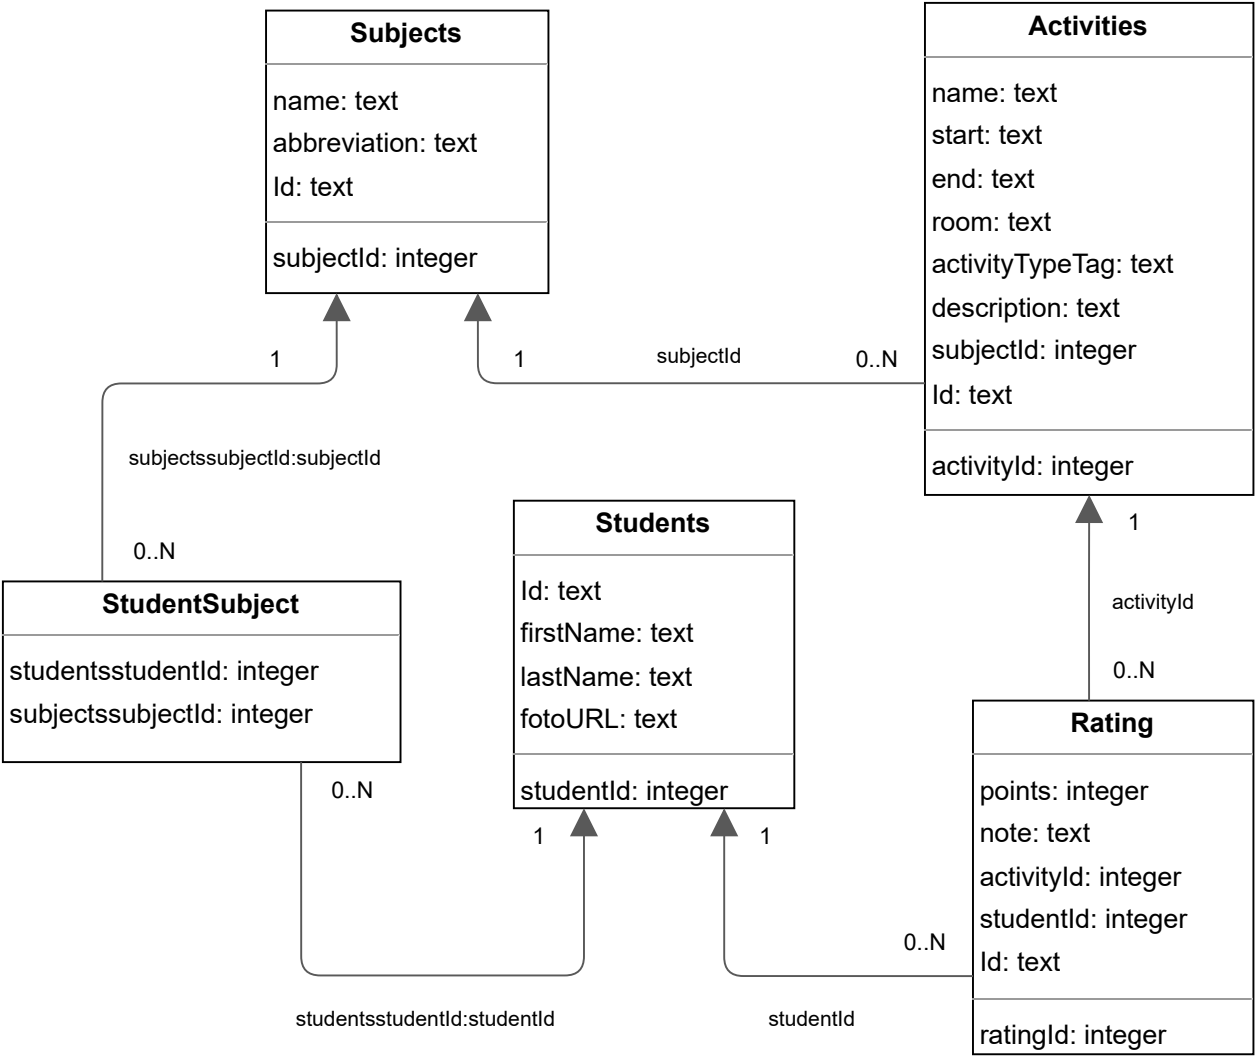 Subjects
name: text
abbreviation: text
Id: text
subjectId: integer
Activities
name: text
start: text
end: text
room: text
activityTypeTag: text
description: text
subjectId: integer
Id: text
activityId: integer
1
1
subjectId
0..N
subjectssubjectId:subjectId
0..N
1
activityId
0..N
Students
Id: text
firstName: text
lastName: text
fotoURL: text
studentId: integer
StudentSubject
studentsstudentId: integer
subjectssubjectId: integer
0..N
1
1
Rating
points: integer
note: text
activityId: integer
studentId: integer
Id: text
ratingId: integer
0..N
studentsstudentId:studentId
studentId